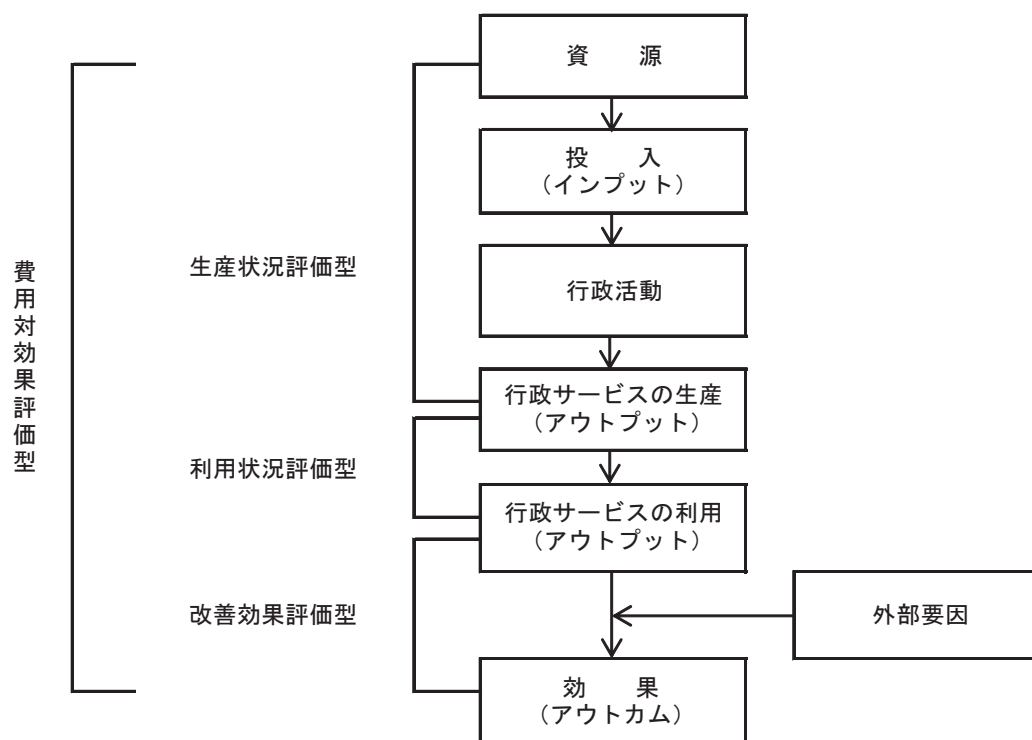 資　源
投　入
（インプット）
行政活動
行政サービスの生産
（アウトプット）
行政サービスの利用
（アウトプット）
効　果
（アウトカム）
外部要因
生産状況評価型
利用状況評価型
改善効果評価型
費用対効果評価型